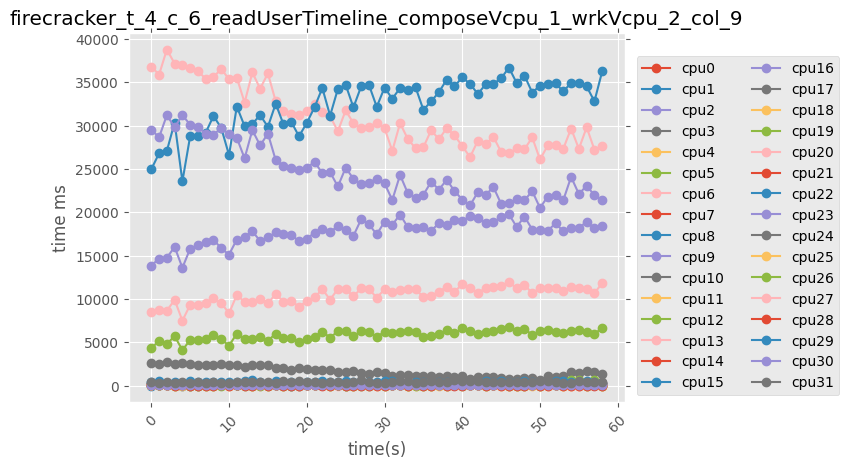 firecracker_t_4_c_6_readUserTimeline_composeVcpu_1_wrkVcpu_2_col_9
40000
35000
30000
25000
20000
15000
10000
5000
0
time ms
0
10
20
30
40
50
60
time(s)
cpu0
cpu1
cpu2
cpu3
cpu4
cpu5
cpu6
cpu7
cpu8
cpu9
cpu10
cpu11
cpu12
cpu13
cpu14
cpu15
cpu16
cpu17
cpu18
cpu19
cpu20
cpu21
cpu22
cpu23
cpu24
cpu25
cpu26
cpu27
cpu28
cpu29
cpu30
cpu31